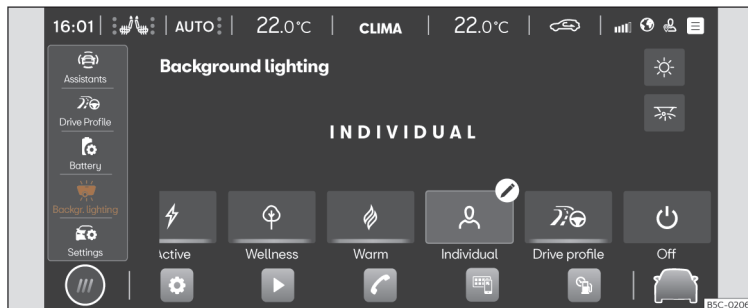 16:01 AUTO 22.0°C CLIMA 22.0°C
Assistants
Drive Profile
Battery
Backgr. lighting
Settings
Background lighting
INDIVIDUAL
Active Wellness Warm Individual Drive profile Off
B5C-0206